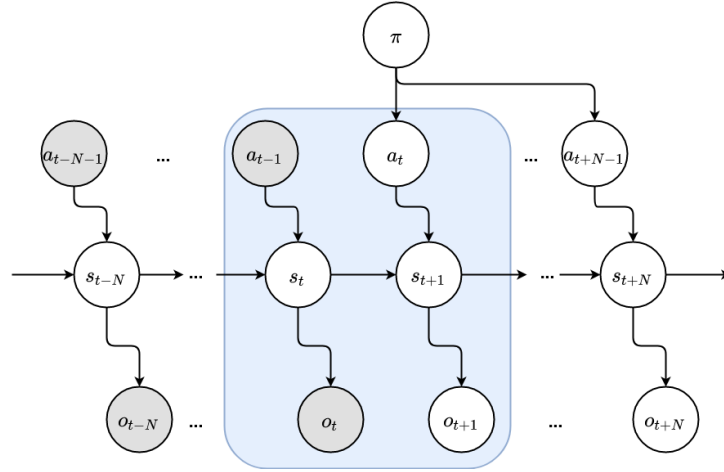 π
a_{t−N−1} ... a_{t−1} a_t ... a_{t+N−1}
s_{t−N} ... s_t s_{t+1} ... s_{t+N}
o_{t−N} ... o_t o_{t+1} ... o_{t+N}